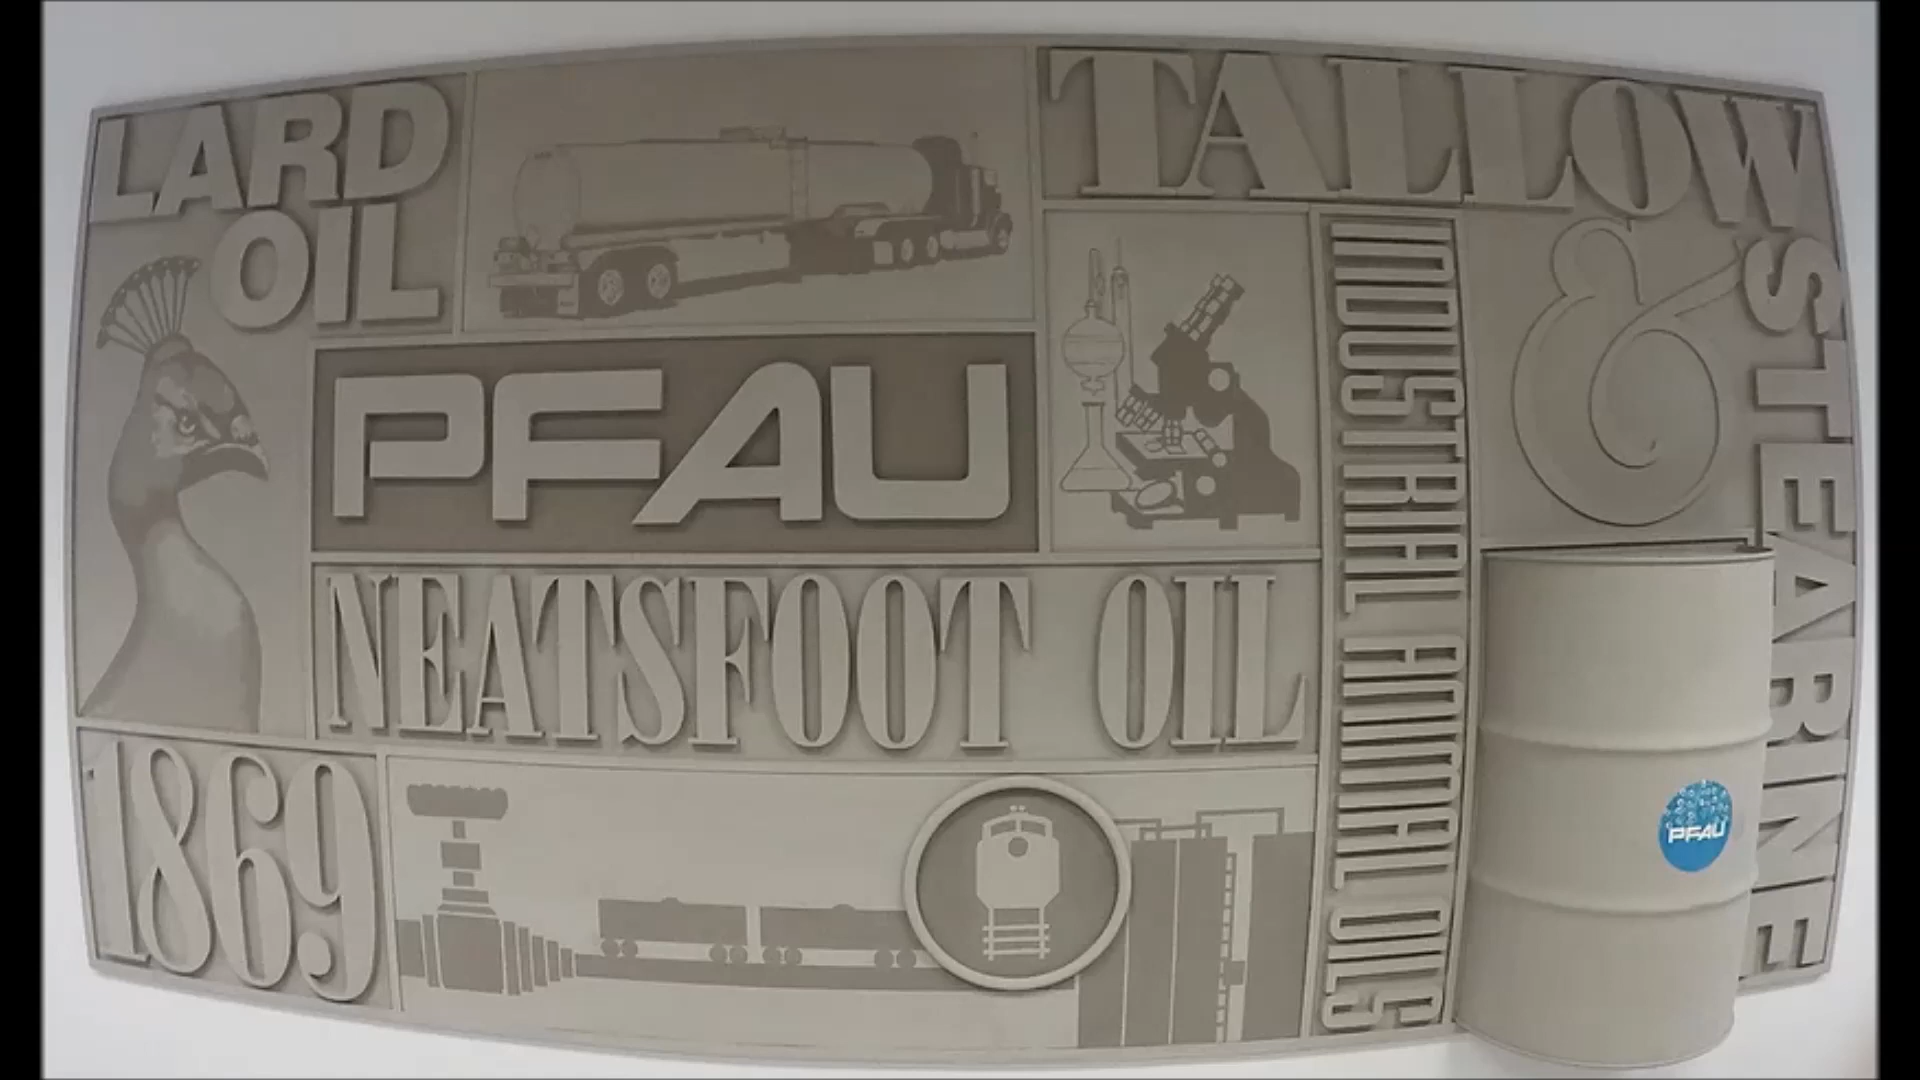 LARD
OIL
TALLOW
&
STEARINE
PFAU
INDUSTRIAL ANIMAL OILS
NEATSFOOT OIL
1869
PFAU